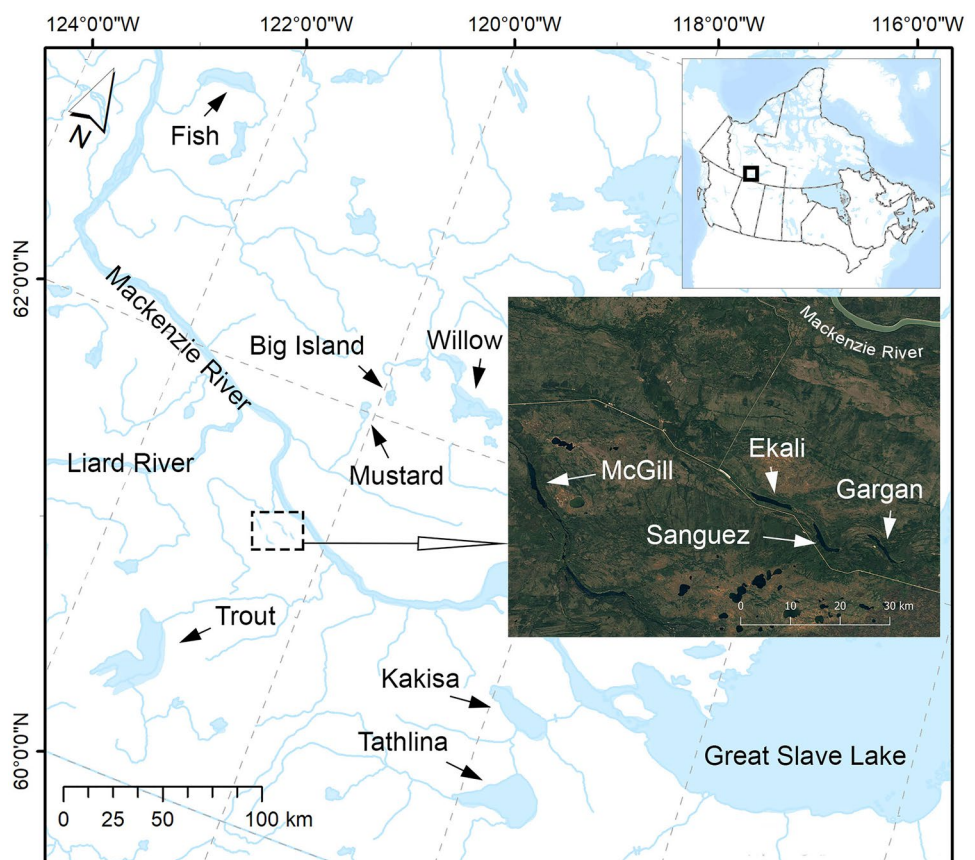 124°0'0"W
122°0'0"W
120°0'0"W
118°0'0"W
116°0'0"W
N
Fish
62°0'0"N
Mackenzie River
Big Island
Willow
Mackenzie River
Liard River
Mustard
McGill
Ekali
Gargan
Sanguez
0 10 20 30 km
Trout
Kakisa
Tathlina
60°0'0"N
Great Slave Lake
0 25 50 100 km